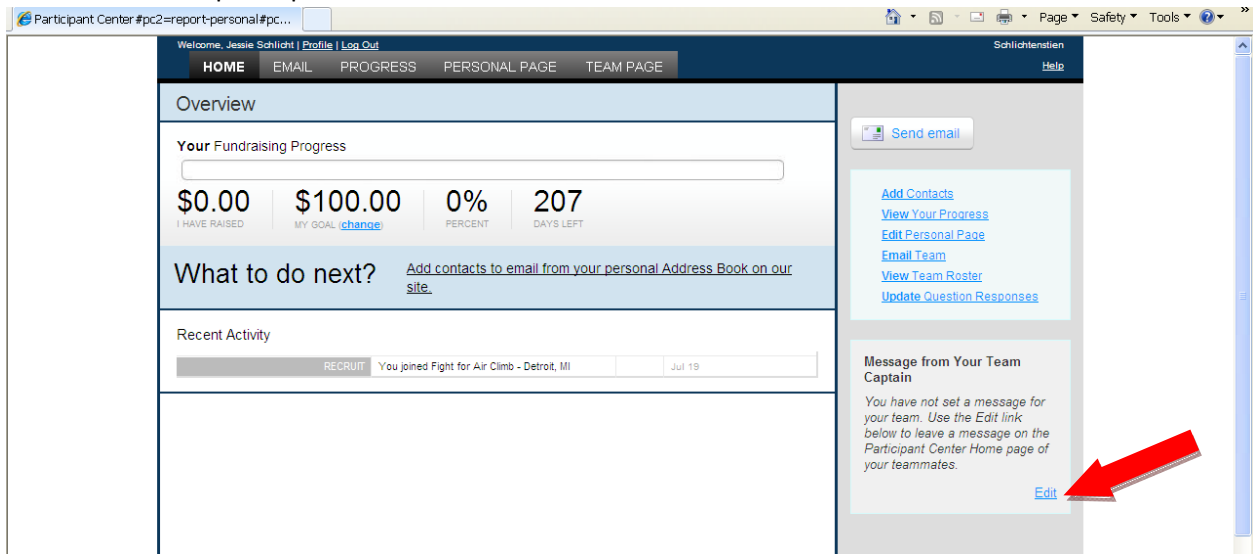 Participant Center#pc2=report-personal#pc...
Page Safety Tools
Welcome, Jessie Schlicht | Profile | Log Out
Schlichtenstien
HOME EMAIL PROGRESS PERSONAL PAGE TEAM PAGE
Help
Overview
Your Fundraising Progress
$0.00 $100.00 0% 207
I HAVE RAISED MY GOAL (change) PERCENT DAYS LEFT
What to do next?
Add contacts to email from your personal Address Book on our
site.
Recent Activity
RECRUIT You joined Fight for Air Climb - Detroit, MI Jul 19
Send email
Add Contacts
View Your Progress
Edit Personal Page
Email Team
View Team Roster
Update Question Responses
Message from Your Team
Captain
You have not set a message for
your team. Use the Edit link
below to leave a message on the
Participant Center Home page of
your teammates.
Edit